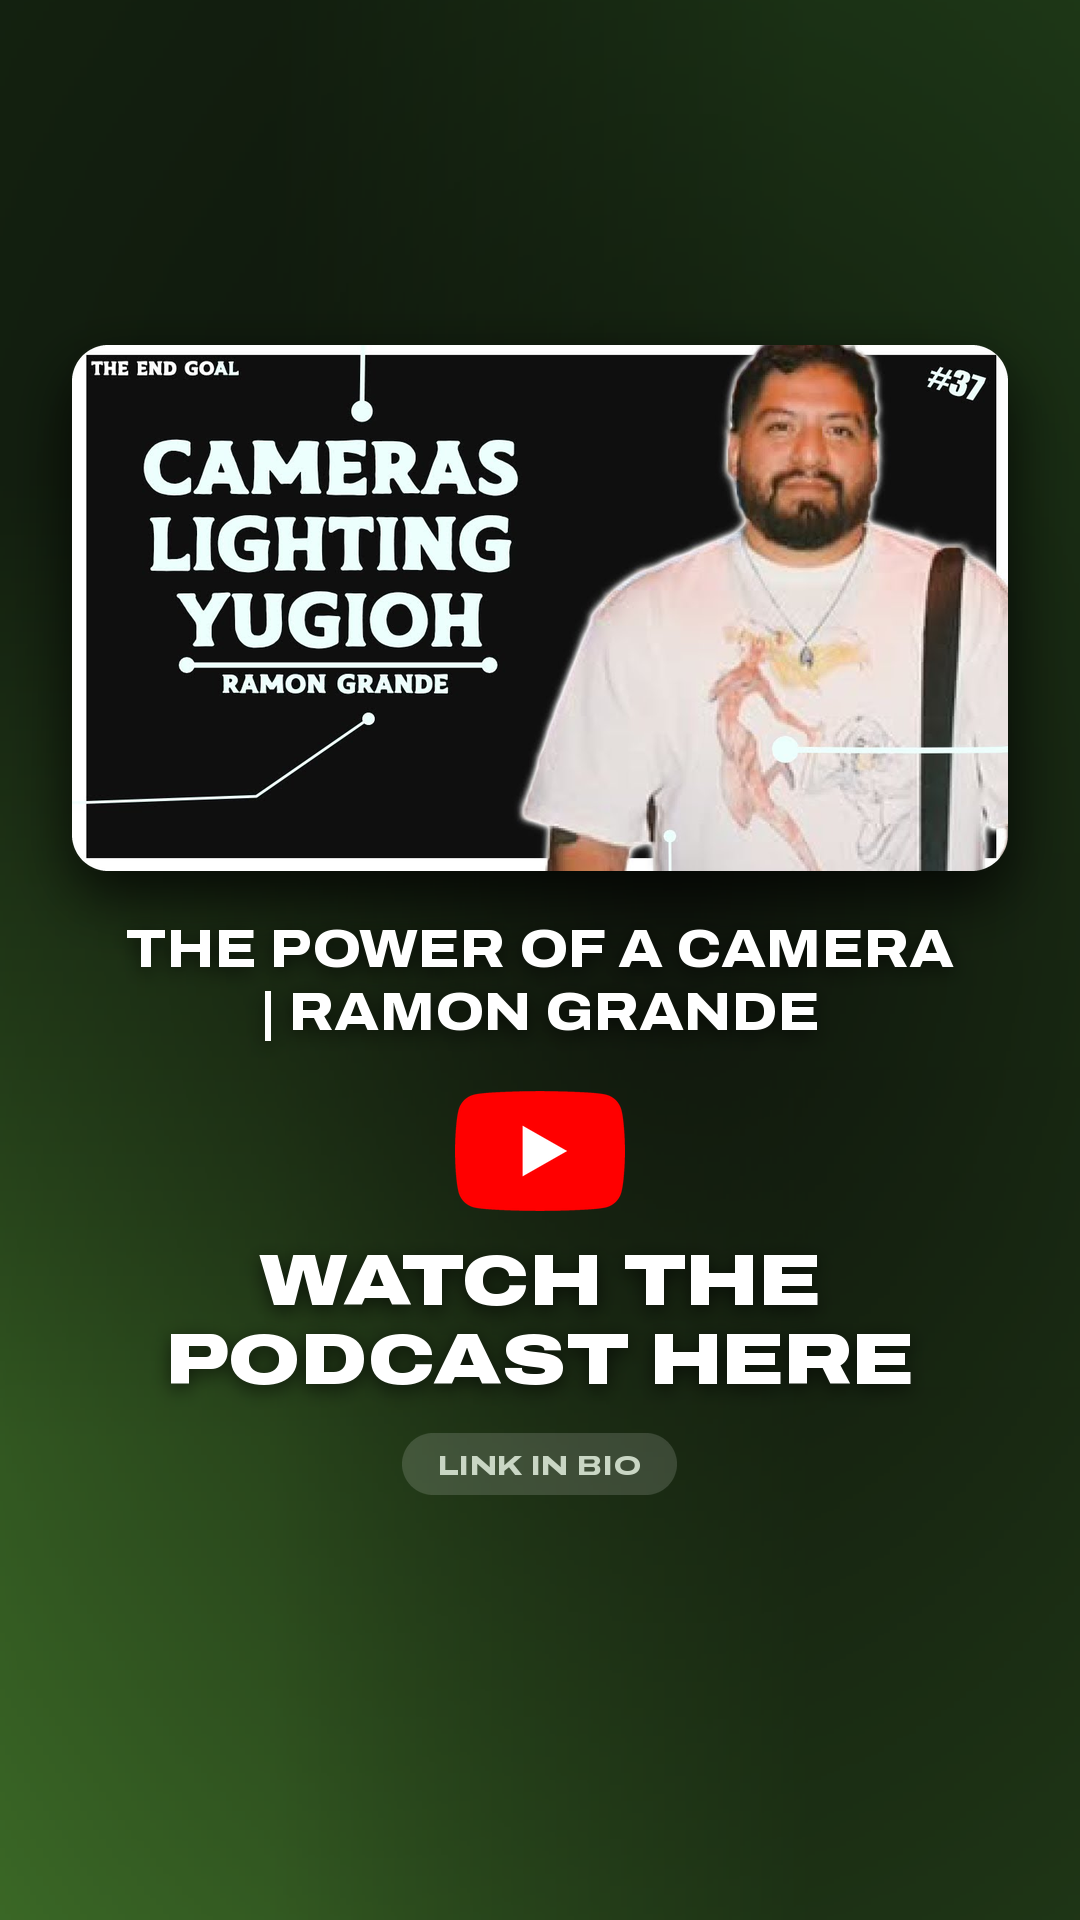 THE END GOAL
#37
CAMERAS
LIGHTING
YUGIOH
RAMON GRANDE
THE POWER OF A CAMERA
| RAMON GRANDE
WATCH THE
PODCAST HERE
LINK IN BIO